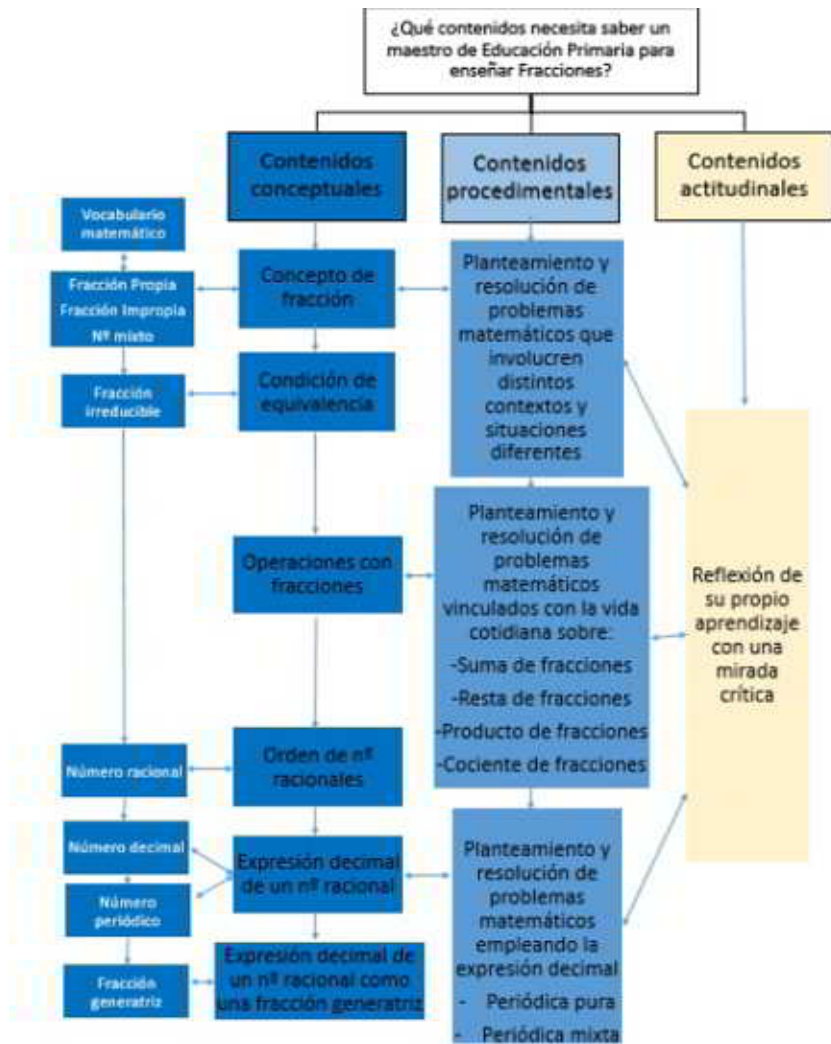 ¿Qué contenidos necesita saber un
maestro de Educación Primaria para
enseñar Fracciones?
Contenidos
conceptuales
Contenidos
procedimentales
Contenidos
actitudinales
Vocabulario
matemático
Fracción Propia
Fracción Impropia
Nº mixto
Concepto de
fracción
Planteamiento y
resolución de
problemas
matemáticos que
involucren
distintos
contextos y
situaciones
diferentes
Fracción
irreducible
Condición de
equivalencia
Operaciones con
fracciones
Planteamiento y
resolución de
problemas
matemáticos
vinculados con la vida
cotidiana sobre:
-Suma de fracciones
-Resta de fracciones
-Producto de fracciones
-Cociente de fracciones
Reflexión de
su propio
aprendizaje
con una
mirada
crítica
Número racional
Orden de nº
racionales
Número decimal
Número
periódico
Expresión decimal
de un nº racional
Planteamiento y
resolución de
problemas
matemáticos
empleando la
expresión decimal
- Periódica pura
- Periódica mixta
Fracción
generatriz
Expresión decimal de
un nº racional como
una fracción generatriz